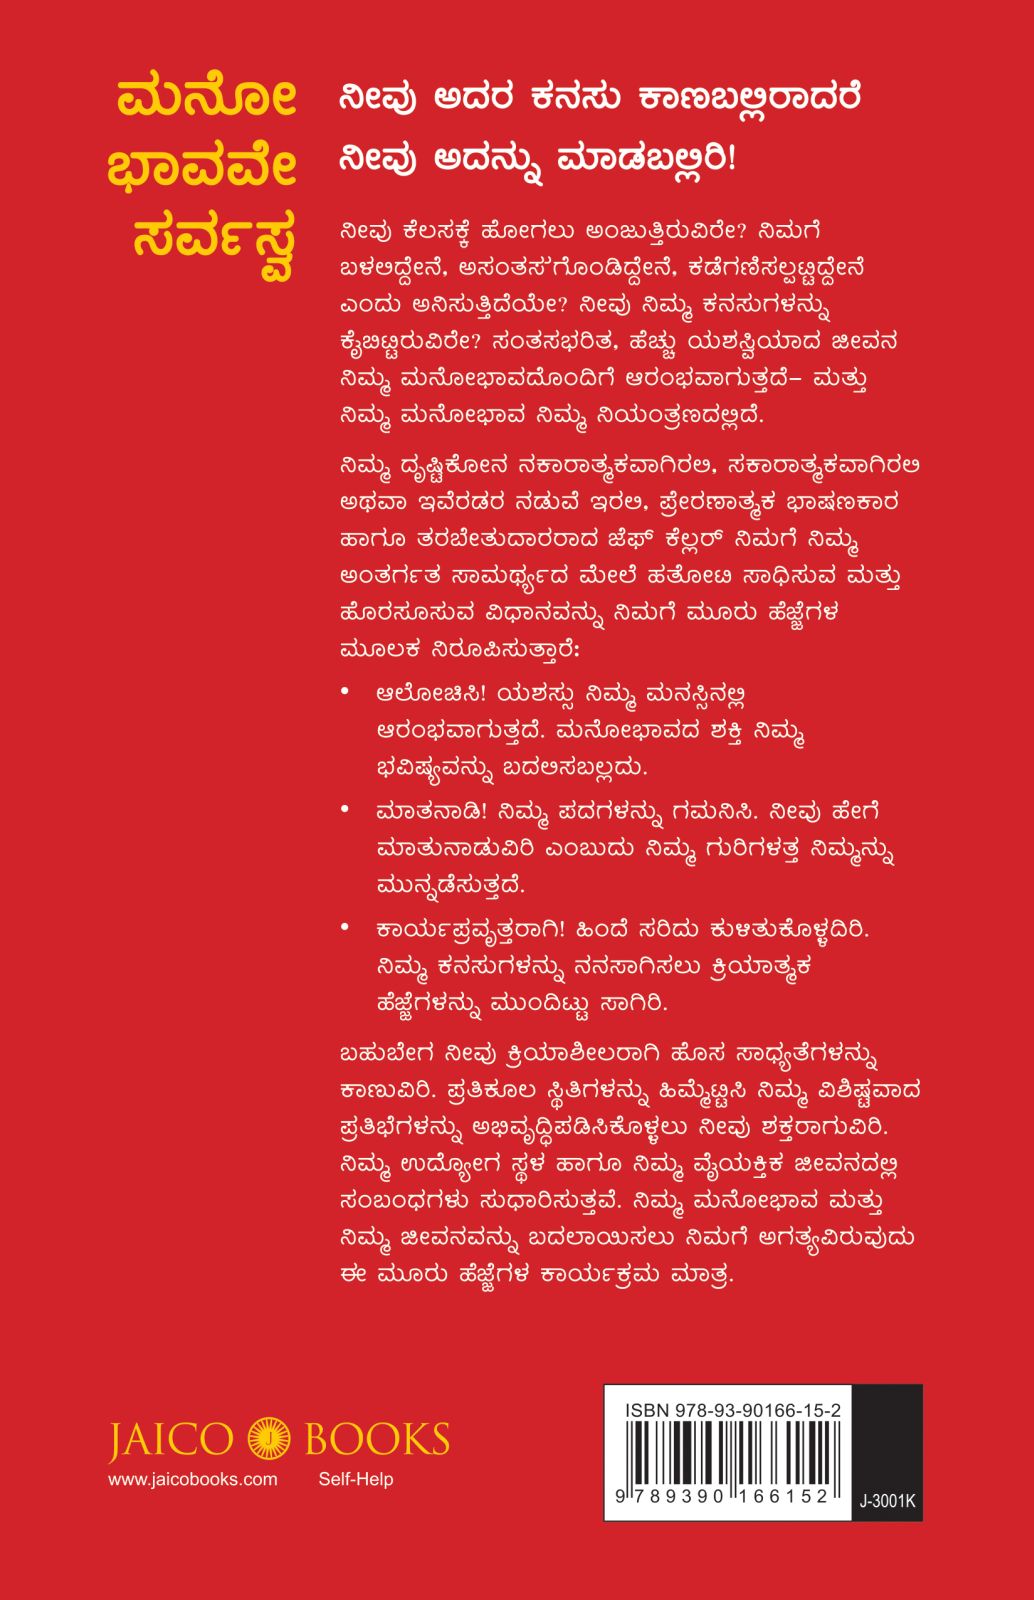 ಮನೋ
ಭಾವವೇ
ಸರ್ವಸ್ವ
ನೀವು ಅದರ ಕನಸು ಕಾಣಬಲ್ಲಿರಾದರೆ
ನೀವು ಅದನ್ನು ಮಾಡಬಲ್ಲಿರಿ!
ನೀವು ಕೆಲಸಕ್ಕೆ ಹೋಗಲು ಅಂಜುತ್ತಿರುವಿರೇ? ನಿಮಗೆ
ಬಳಲಿದ್ದೇನೆ, ಅಸಂತಸಗೊಂಡಿದ್ದೇನೆ, ಕಡೆಗಣಿಸಲ್ಪಟ್ಟಿದ್ದೇನೆ
ಎಂದು ಅನಿಸುತ್ತಿದೆಯೇ? ನೀವು ನಿಮ್ಮ ಕನಸುಗಳನ್ನು
ಕೈಬಿಟ್ಟಿರುವಿರೇ? ಸಂತಸಭರಿತ, ಹೆಚ್ಚು ಯಶಸ್ವಿಯಾದ ಜೀವನ
ನಿಮ್ಮ ಮನೋಭಾವದೊಂದಿಗೆ ಆರಂಭವಾಗುತ್ತದೆ– ಮತ್ತು
ನಿಮ್ಮ ಮನೋಭಾವ ನಿಮ್ಮ ನಿಯಂತ್ರಣದಲ್ಲಿದೆ.
ನಿಮ್ಮ ದೃಷ್ಟಿಕೋನ ನಕಾರಾತ್ಮಕವಾಗಿರಲಿ, ಸಕಾರಾತ್ಮಕವಾಗಿರಲಿ
ಅಥವಾ ಇವೆರಡರ ನಡುವೆ ಇರಲಿ, ಪ್ರೇರಣಾತ್ಮಕ ಭಾಷಣಕಾರ
ಹಾಗೂ ತರಬೇತುದಾರರಾದ ಜೆಫ್ ಕೆಲ್ಲರ್ ನಿಮಗೆ ನಿಮ್ಮ
ಅಂತರ್ಗತ ಸಾಮರ್ಥ್ಯದ ಮೇಲೆ ಹತೋಟಿ ಸಾಧಿಸುವ ಮತ್ತು
ಹೊರಸೂಸುವ ವಿಧಾನವನ್ನು ನಿಮಗೆ ಮೂರು ಹೆಜ್ಜೆಗಳ
ಮೂಲಕ ನಿರೂಪಿಸುತ್ತಾರೆ:
• ಆಲೋಚಿಸಿ! ಯಶಸ್ಸು ನಿಮ್ಮ ಮನಸ್ಸಿನಲ್ಲಿ
ಆರಂಭವಾಗುತ್ತದೆ. ಮನೋಭಾವದ ಶಕ್ತಿ ನಿಮ್ಮ
ಭವಿಷ್ಯವನ್ನು ಬದಲಿಸಬಲ್ಲದು.
• ಮಾತನಾಡಿ! ನಿಮ್ಮ ಪದಗಳನ್ನು ಗಮನಿಸಿ. ನೀವು ಹೇಗೆ
ಮಾತುನಾಡುವಿರಿ ಎಂಬುದು ನಿಮ್ಮ ಗುರಿಗಳತ್ತ ನಿಮ್ಮನ್ನು
ಮುನ್ನಡೆಸುತ್ತದೆ.
• ಕಾರ್ಯಪ್ರವೃತ್ತರಾಗಿ! ಹಿಂದೆ ಸರಿದು ಕುಳಿತುಕೊಳ್ಳದಿರಿ.
ನಿಮ್ಮ ಕನಸುಗಳನ್ನು ನನಸಾಗಿಸಲು ಕ್ರಿಯಾತ್ಮಕ
ಹೆಜ್ಜೆಗಳನ್ನು ಮುಂದಿಟ್ಟು ಸಾಗಿರಿ.
ಬಹುಬೇಗ ನೀವು ಕ್ರಿಯಾಶೀಲರಾಗಿ ಹೊಸ ಸಾಧ್ಯತೆಗಳನ್ನು
ಕಾಣುವಿರಿ. ಪ್ರತಿಕೂಲ ಸ್ಥಿತಿಗಳನ್ನು ಹಿಮ್ಮೆಟ್ಟಿಸಿ ನಿಮ್ಮ ವಿಶಿಷ್ಟವಾದ
ಪ್ರತಿಭೆಗಳನ್ನು ಅಭಿವೃದ್ಧಿಪಡಿಸಿಕೊಳ್ಳಲು ನೀವು ಶಕ್ತರಾಗುವಿರಿ.
ನಿಮ್ಮ ಉದ್ಯೋಗ ಸ್ಥಳ ಹಾಗೂ ನಿಮ್ಮ ವೈಯಕ್ತಿಕ ಜೀವನದಲ್ಲಿ
ಸಂಬಂಧಗಳು ಸುಧಾರಿಸುತ್ತವೆ. ನಿಮ್ಮ ಮನೋಭಾವ ಮತ್ತು
ನಿಮ್ಮ ಜೀವನವನ್ನು ಬದಲಾಯಿಸಲು ನಿಮಗೆ ಅಗತ್ಯವಿರುವುದು
ಈ ಮೂರು ಹೆಜ್ಜೆಗಳ ಕಾರ್ಯಕ್ರಮ ಮಾತ್ರ.
JAICO J BOOKS
www.jaicobooks.com Self-Help
ISBN 978-93-90166-15-2
9 789390 166152
J-3001K